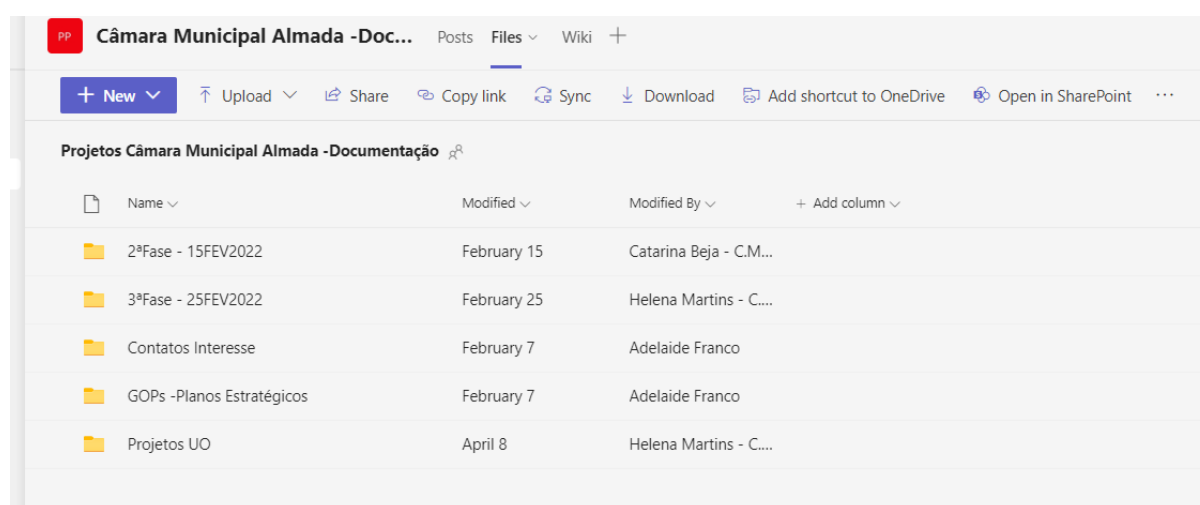 PP Câmara Municipal Almada -Doc... Posts Files Wiki
New Upload Share Copy link Sync Download Add shortcut to OneDrive Open in SharePoint ...
Projetos Câmara Municipal Almada -Documentação
Name Modified Modified By + Add column
2ªFase - 15FEV2022 February 15 Catarina Beja - C.M...
3ªFase - 25FEV2022 February 25 Helena Martins - C....
Contatos Interesse February 7 Adelaide Franco
GOPs -Planos Estratégicos February 7 Adelaide Franco
Projetos UO April 8 Helena Martins - C....